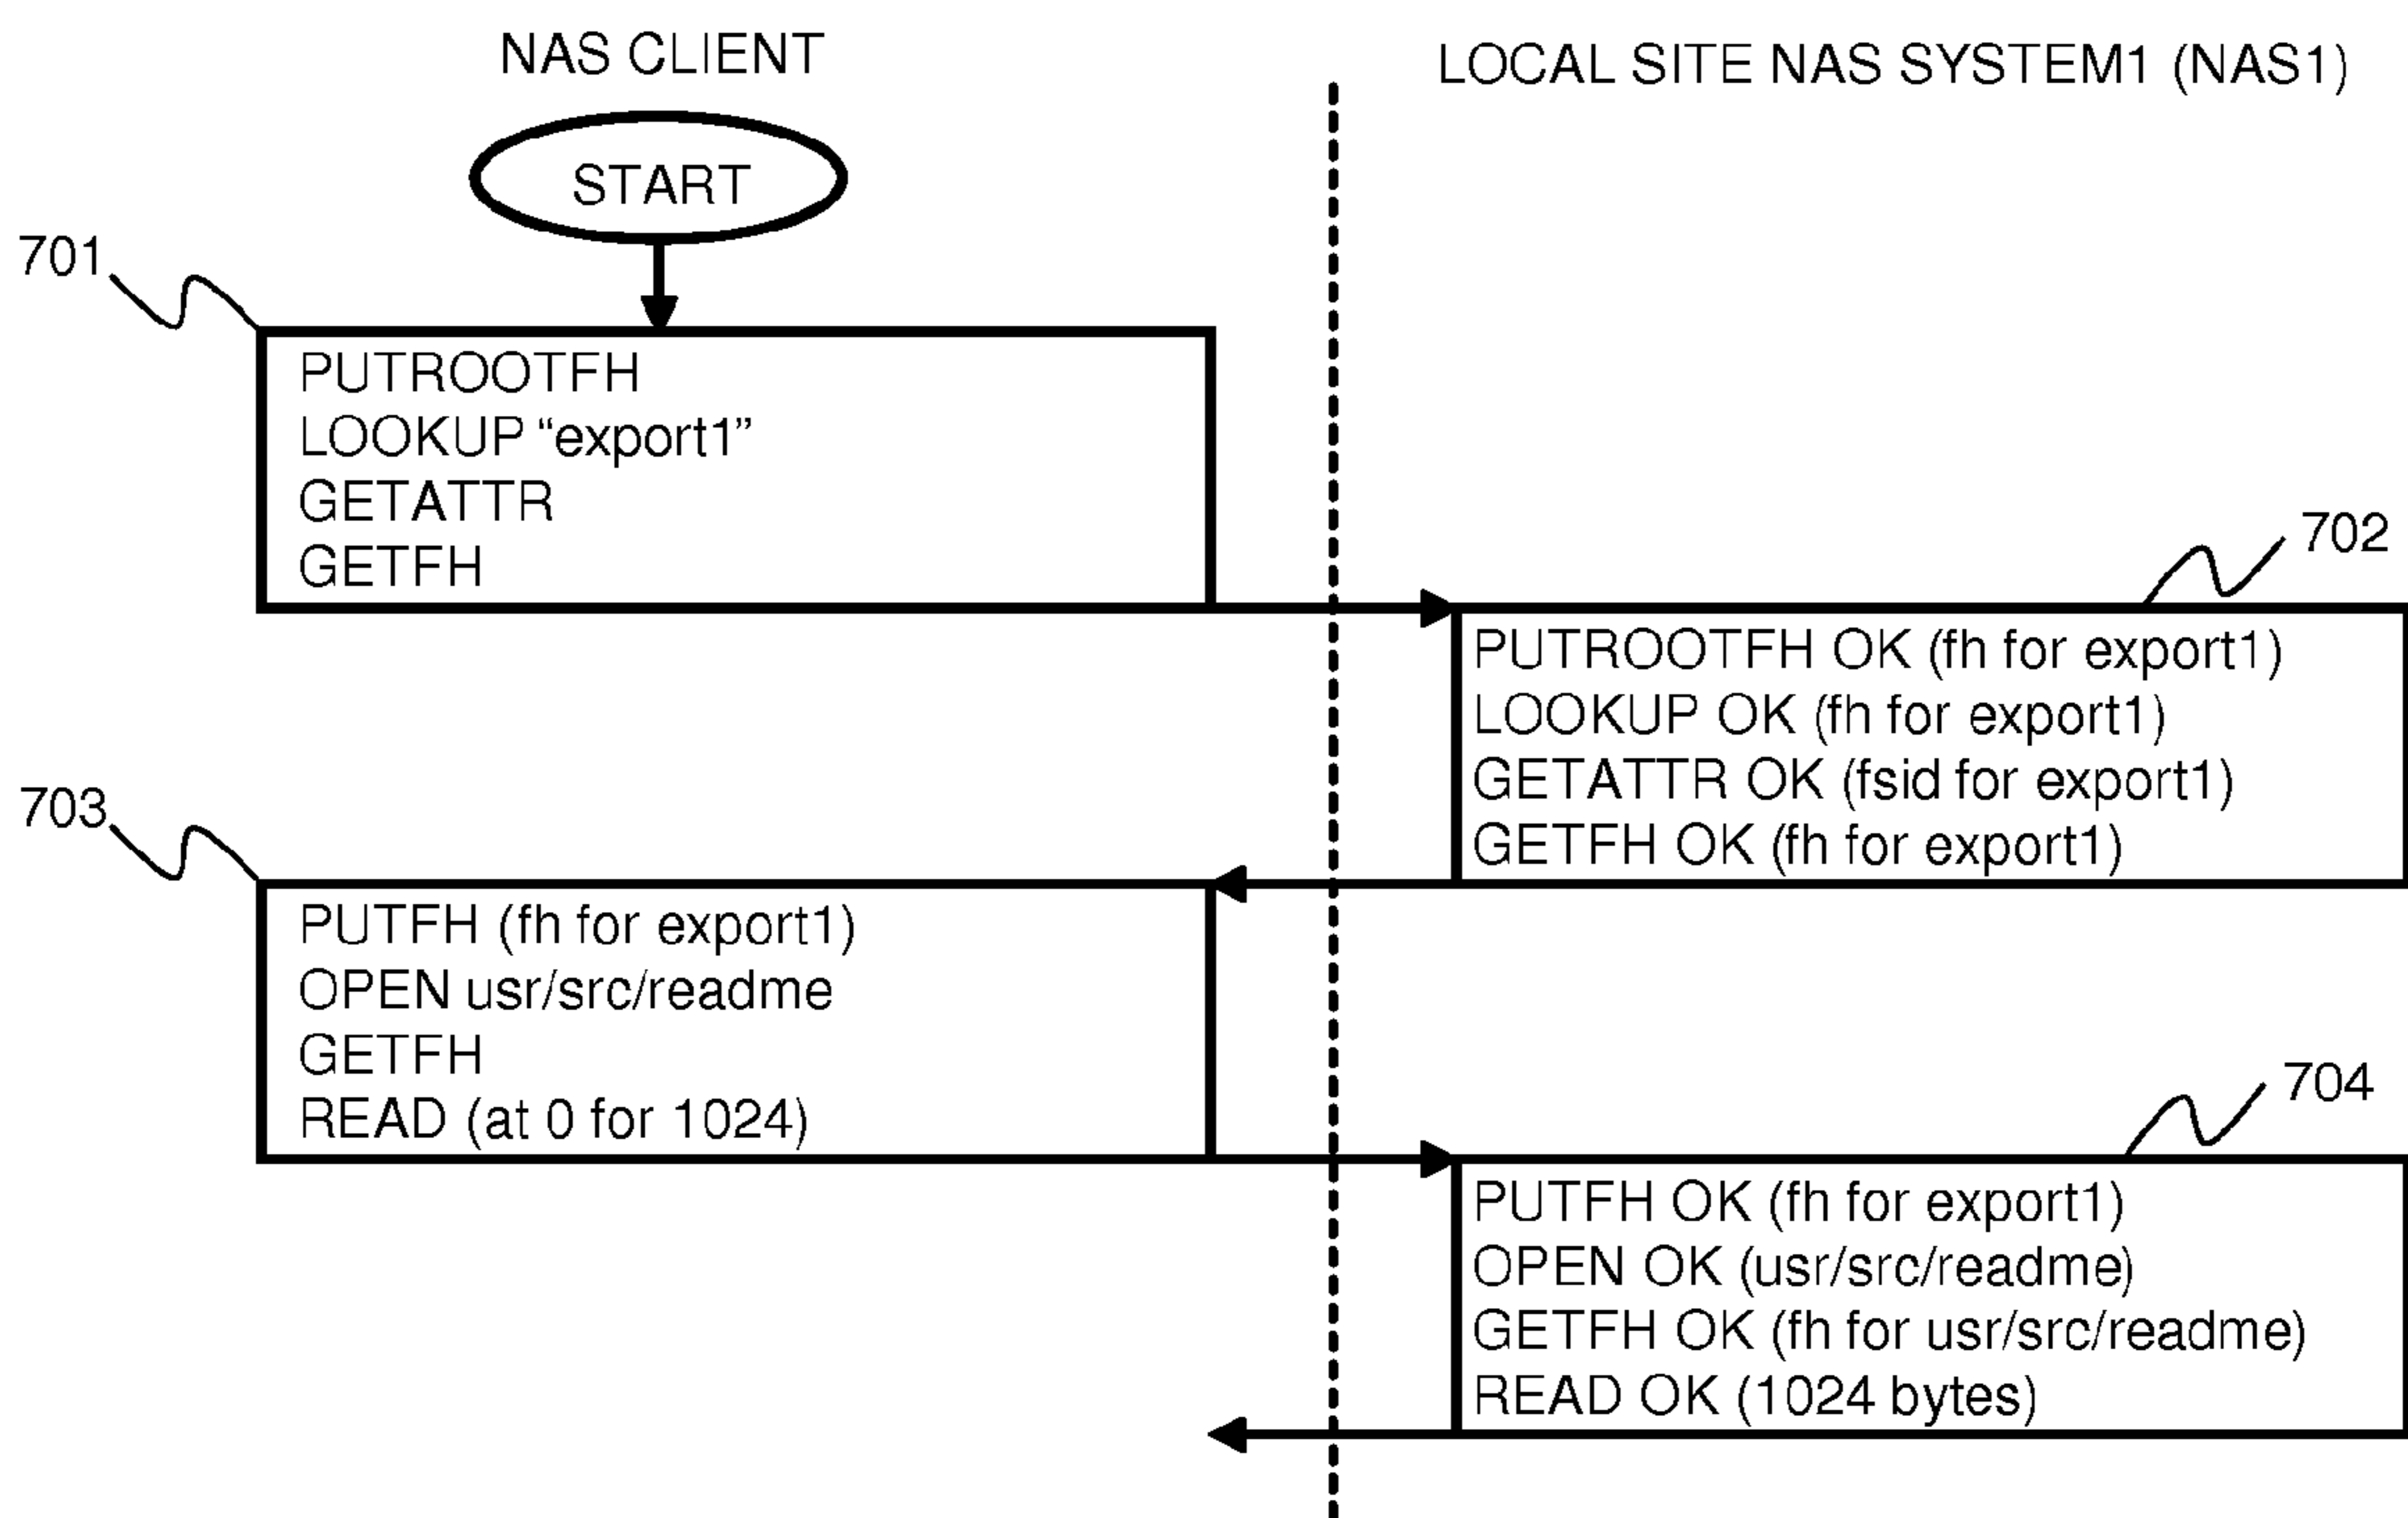 NAS CLIENT
LOCAL SITE NAS SYSTEM1 (NAS1)
START
701
PUTROOTFH
LOOKUP “export1”
GETATTR
GETFH
702
PUTROOTFH OK (fh for export1)
LOOKUP OK (fh for export1)
GETATTR OK (fsid for export1)
GETFH OK (fh for export1)
703
PUTFH (fh for export1)
OPEN usr/src/readme
GETFH
READ (at 0 for 1024)
704
PUTFH OK (fh for export1)
OPEN OK (usr/src/readme)
GETFH OK (fh for usr/src/readme)
READ OK (1024 bytes)